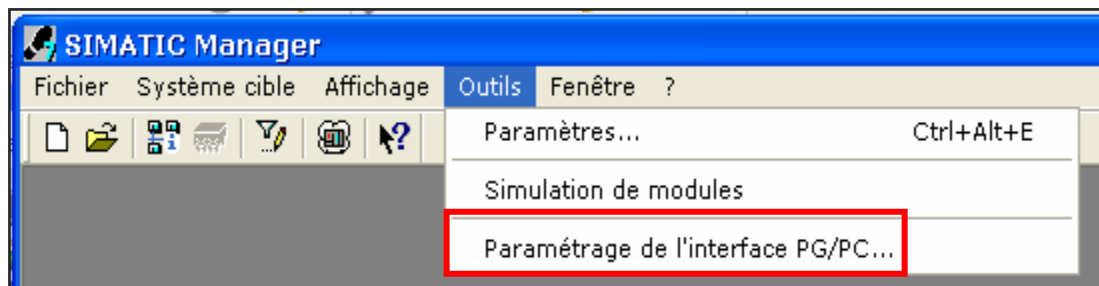 SIMATIC Manager
Fichier Système cible Affichage Outils Fenêtre ?
Paramètres... Ctrl+Alt+E
Simulation de modules
Paramétrage de l'interface PG/PC...